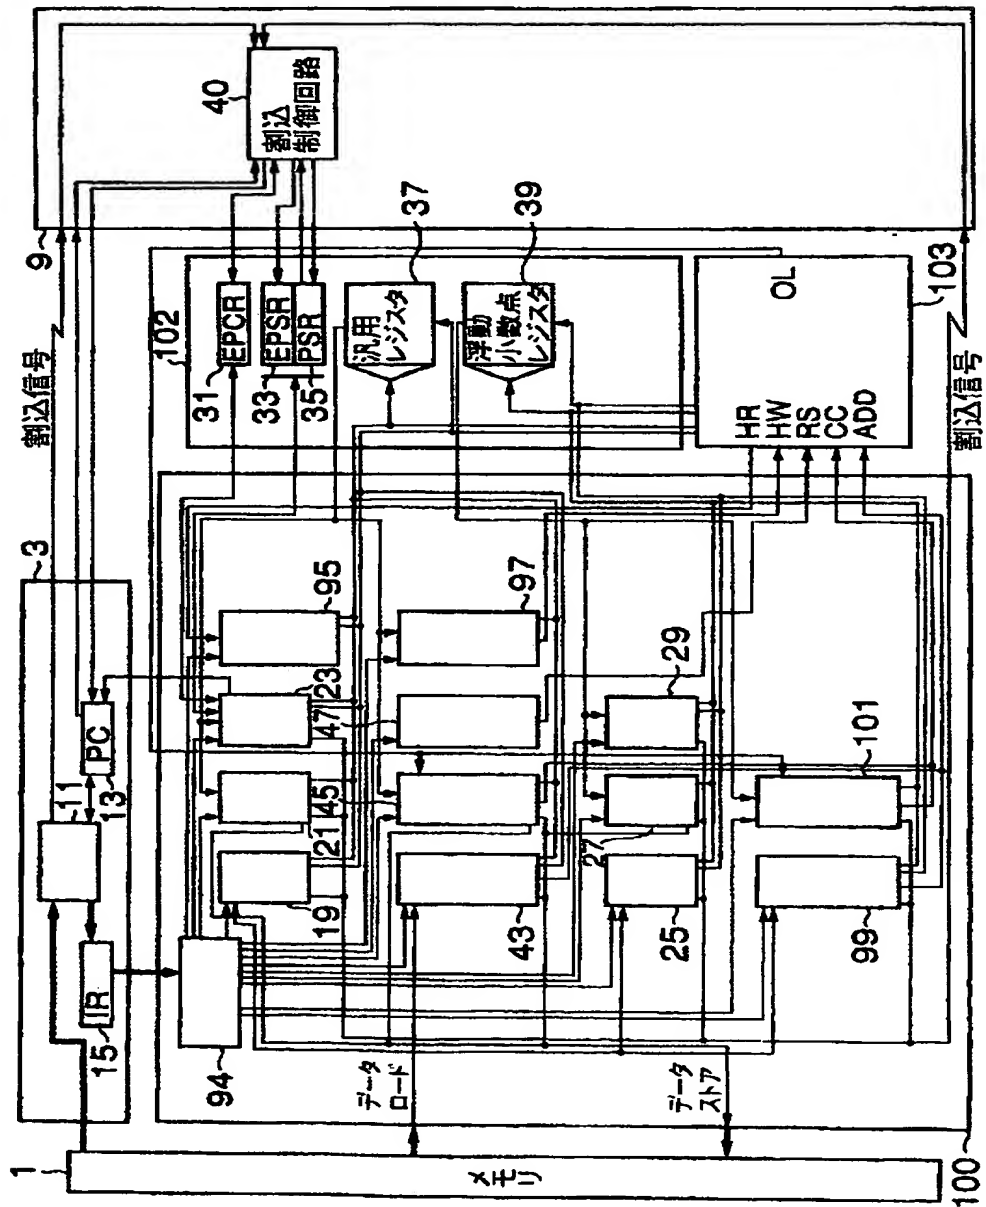 1
メモリ
3
15
IR
11
13
PC
割込信号
9
40
割込
制御回路
94
19
21
23
95
43
45
47
97
25
27
29
99
101
データ
ロード
データ
ストア
100
102
31
EPCR
33
EPSR
35
PSR
汎用
レジスタ
37
浮動
小数点
レジスタ
39
HR
HW
RS
CC
ADD
OL
103
割込信号